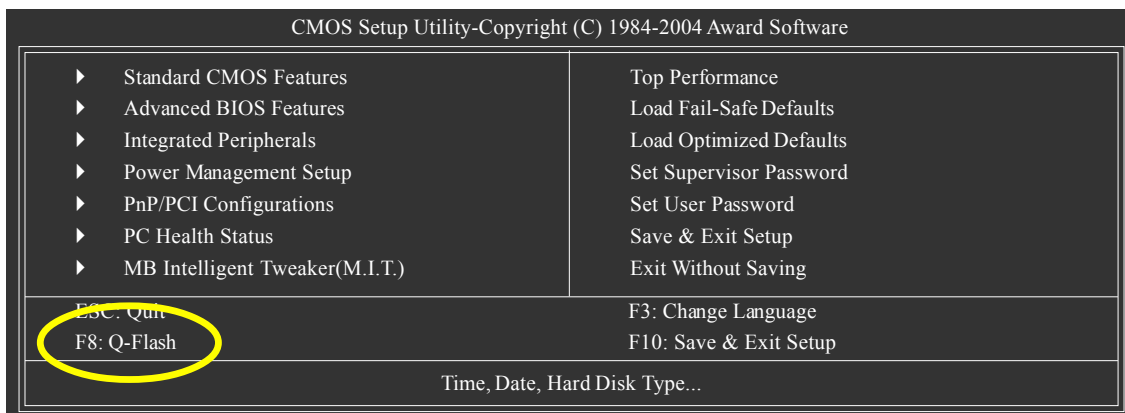 CMOS Setup Utility-Copyright (C) 1984-2004 Award Software
Standard CMOS Features
Advanced BIOS Features
Integrated Peripherals
Power Management Setup
PnP/PCI Configurations
PC Health Status
MB Intelligent Tweaker(M.I.T.)
Top Performance
Load Fail-Safe Defaults
Load Optimized Defaults
Set Supervisor Password
Set User Password
Save & Exit Setup
Exit Without Saving
ESC: Quit
F8: Q-Flash
F3: Change Language
F10: Save & Exit Setup
Time, Date, Hard Disk Type...